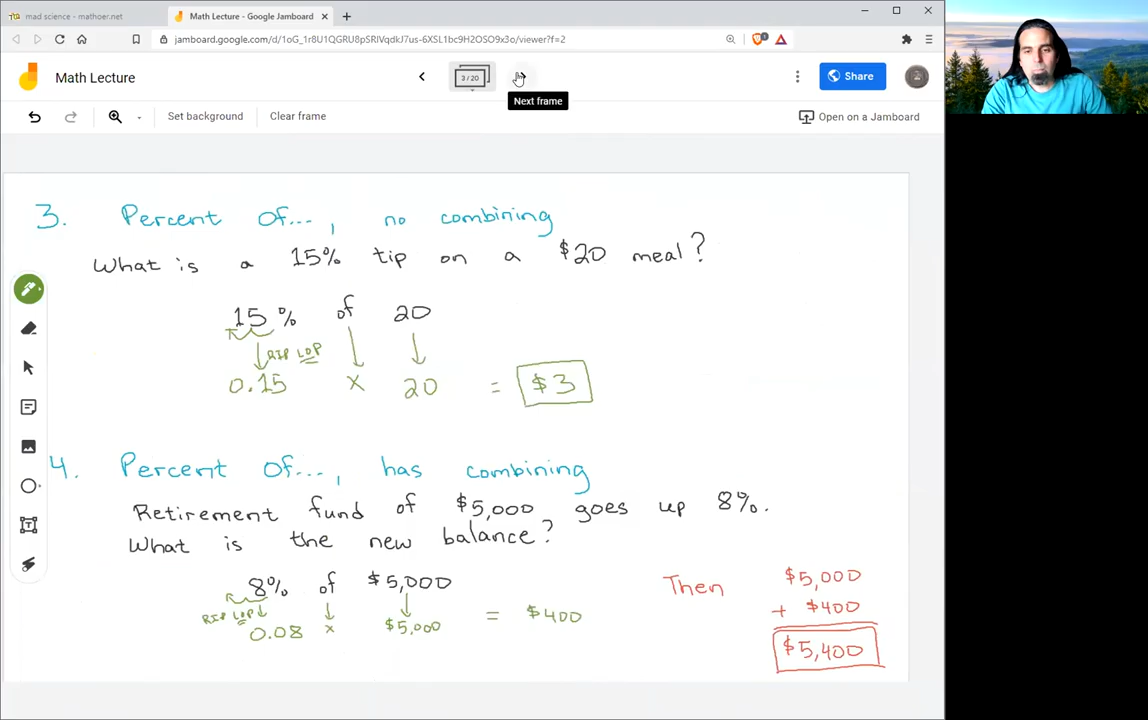 mad science - mathoer.net
Math Lecture - Google Jamboard
jamboard.google.com/d/1oG_1r8U1QGRU8pSRlVqdkJ7us-6XSL1bc9H2OSO9x3o/viewer?f=2
Math Lecture
3 / 20
Share
Next frame
Set background
Clear frame
Open on a Jamboard
3. Percent Of..., no combining
What is a 15% tip on a $20 meal?
15% of 20
RIP LOP
0.15 x 20 = $3
4. Percent Of..., has combining
Retirement fund of $5,000 goes up 8%.
What is the new balance?
8% of $5,000
RIP LOP
0.08 x $5,000 = $400
Then $5,000
+ $400
$5,400